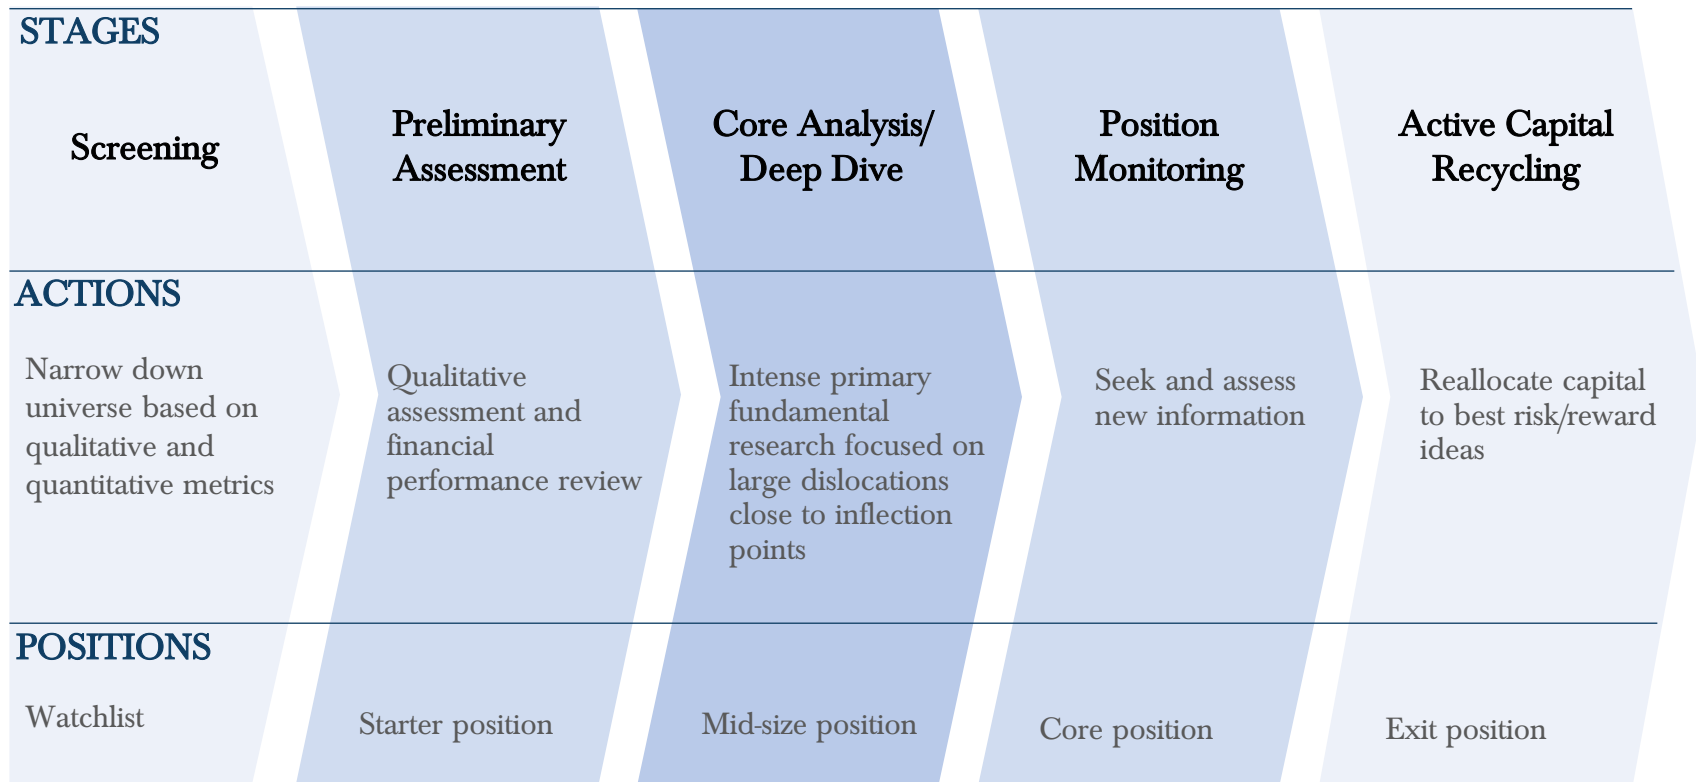 STAGES
Screening
Preliminary
Assessment
Core Analysis/
Deep Dive
Position
Monitoring
Active Capital
Recycling
ACTIONS
Narrow down
universe based on
qualitative and
quantitative metrics
Qualitative
assessment and
financial
performance review
Intense primary
fundamental
research focused on
large dislocations
close to inflection
points
Seek and assess
new information
Reallocate capital
to best risk/reward
ideas
POSITIONS
Watchlist
Starter position
Mid-size position
Core position
Exit position